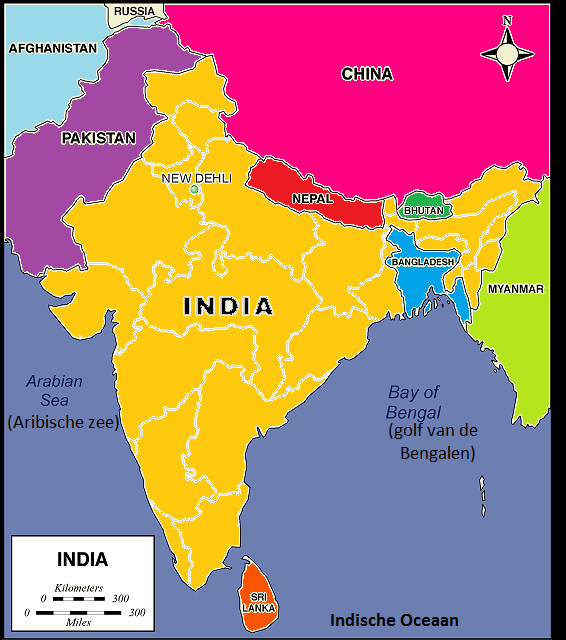 RUSSIA
N
AFGHANISTAN
CHINA
PAKISTAN
NEW DEHLI
NEPAL
BHUTAN
BANGLADESH
MYANMAR
INDIA
Arabian
Sea
(Aribische zee)
Bay of
Bengal
(golf van de
Bengalen)
INDIA
Kilometers
0 300
0 300
Miles
SRI
LANKA
Indische Oceaan